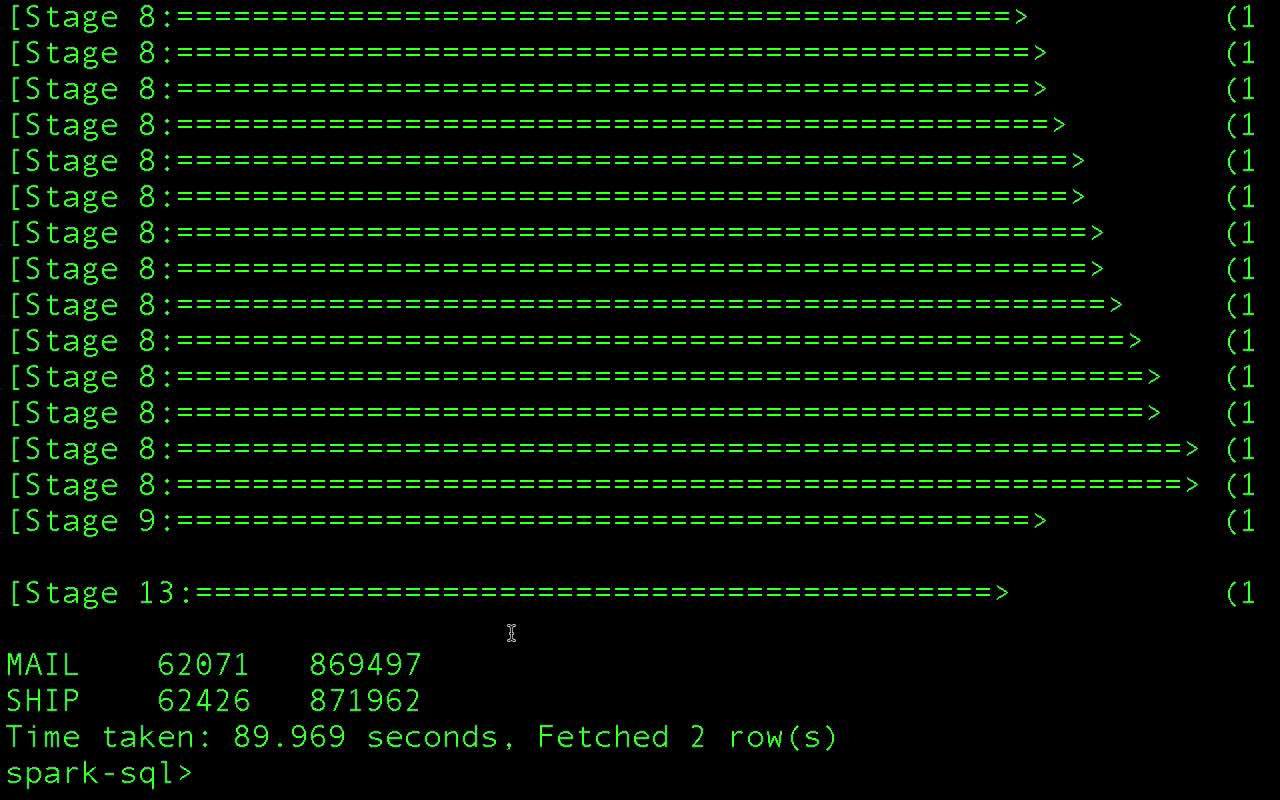 [Stage 8:============================================> (1
[Stage 8:=============================================> (1
[Stage 8:=============================================> (1
[Stage 8:==============================================> (1
[Stage 8:===============================================> (1
[Stage 8:===============================================> (1
[Stage 8:================================================> (1
[Stage 8:================================================> (1
[Stage 8:=================================================> (1
[Stage 8:==================================================> (1
[Stage 8:===================================================> (1
[Stage 8:===================================================> (1
[Stage 8:=====================================================> (1
[Stage 8:=====================================================> (1
[Stage 9:=============================================> (1
[Stage 13:==========================================> (1
MAIL 62071 869497
SHIP 62426 871962
Time taken: 89.969 seconds, Fetched 2 row(s)
spark-sql>